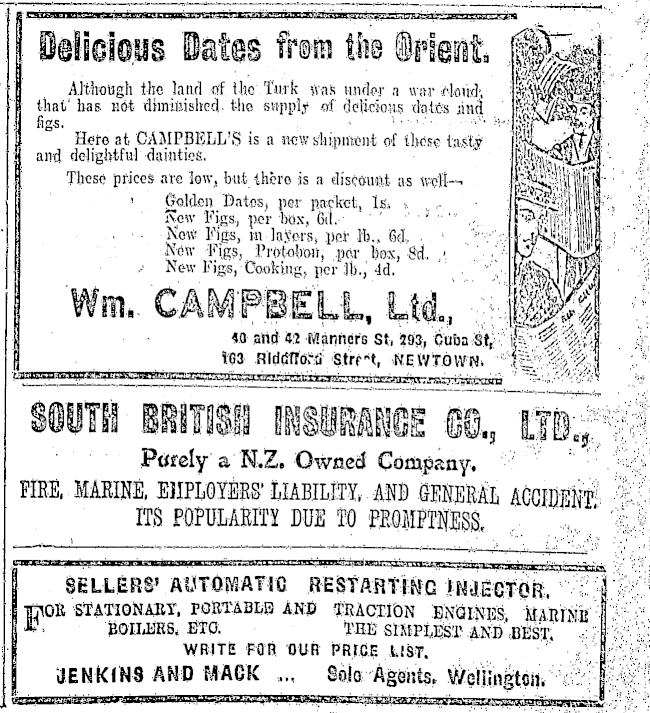 Delicious Dates from the Orient.
Although the land of the Turk was under a war cloud,
that has not diminished the supply of delicious dates and
figs.
Here at CAMPBELL'S is a new shipment of these tasty
and delightful dainties.
These prices are low, but there is a discount as well—
Golden Dates, per packet, 1s.
New Figs, per box, 6d.
New Figs, in layers, per lb., 6d.
New Figs, Protobon, per box, 8d.
New Figs, Cooking, per lb., 4d.
Wm. CAMPBELL, Ltd.,
40 and 42 Manners St, 293, Cuba St,
163 Riddiford Street, NEWTOWN.
SOUTH BRITISH INSURANCE CO., LTD.,
Purely a N.Z. Owned Company.
FIRE, MARINE, EMPLOYERS' LIABILITY, AND GENERAL ACCIDENT.
ITS POPULARITY DUE TO PROMPTNESS.
SELLERS' AUTOMATIC RESTARTING INJECTOR.
FOR STATIONARY, PORTABLE AND TRACTION ENGINES, MARINE
BOILERS, ETC. THE SIMPLEST AND BEST.
WRITE FOR OUR PRICE LIST.
JENKINS AND MACK ... Sole Agents, Wellington.